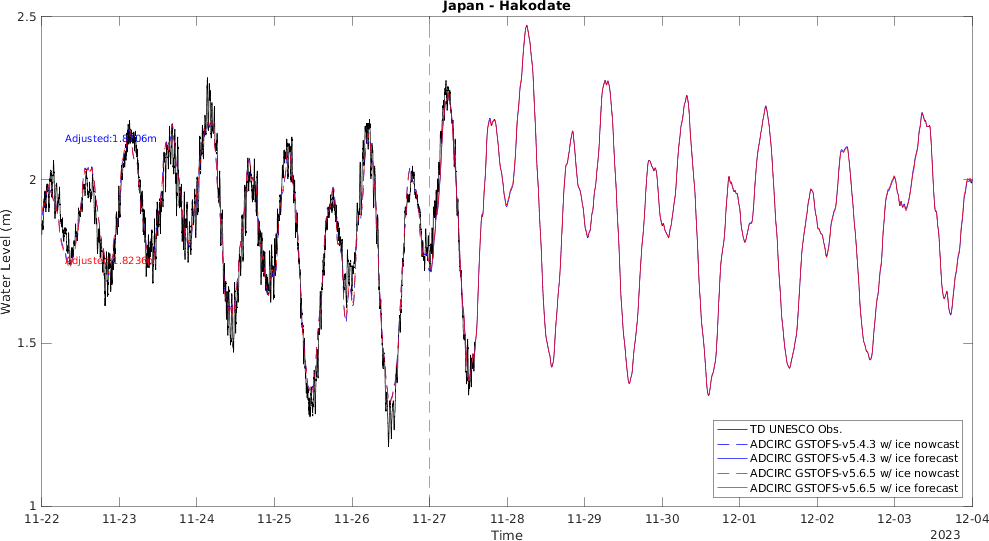 Japan - Hakodate
2.5
2
1.5
1
Water Level (m)
11-22
11-23
11-24
11-25
11-26
11-27
11-28
11-29
11-30
12-01
12-02
12-03
12-04
Time
2023
TD UNESCO Obs.
ADCIRC GSTOFS-v5.4.3 w/ ice nowcast
ADCIRC GSTOFS-v5.4.3 w/ ice forecast
ADCIRC GSTOFS-v5.6.5 w/ ice nowcast
ADCIRC GSTOFS-v5.6.5 w/ ice forecast